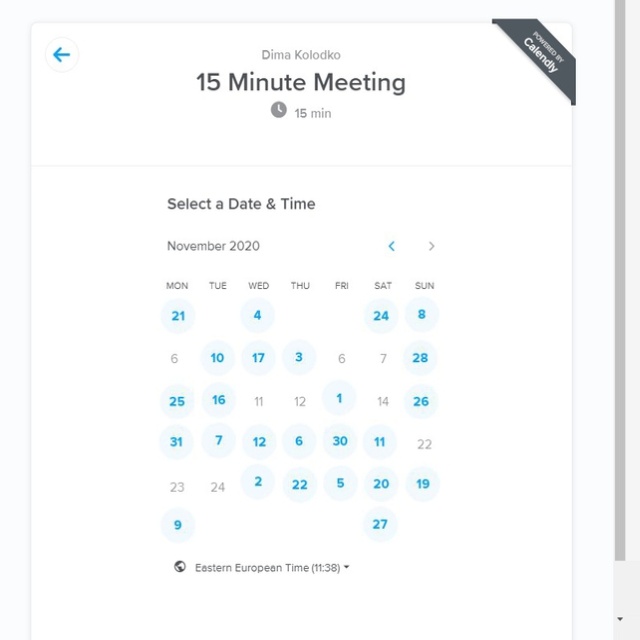 POWERED BY
Calendly
Dima Kolodko
15 Minute Meeting
15 min
Select a Date & Time
November 2020
MON TUE WED THU FRI SAT SUN
21 4 24 8
6 10 17 3 6 7 28
25 16 11 12 1 14 26
31 7 12 6 30 11 22
23 24 2 22 5 20 19
9 27
Eastern European Time (11:38)